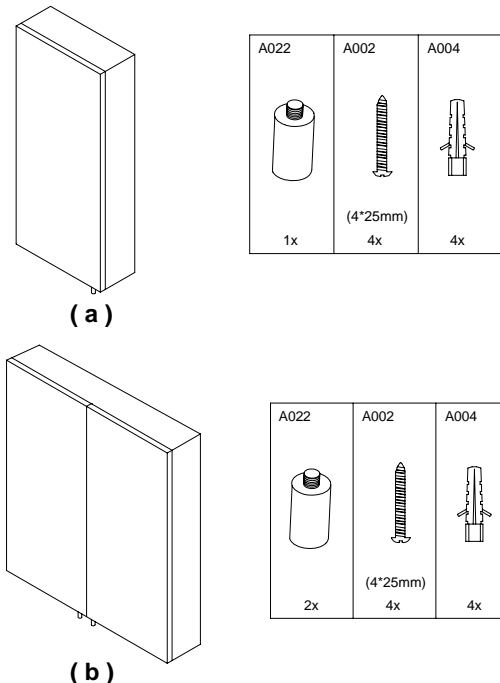 A022 A002 A004
(4*25mm)
1x 4x 4x
( a )
A022 A002 A004
(4*25mm)
2x 4x 4x
( b )